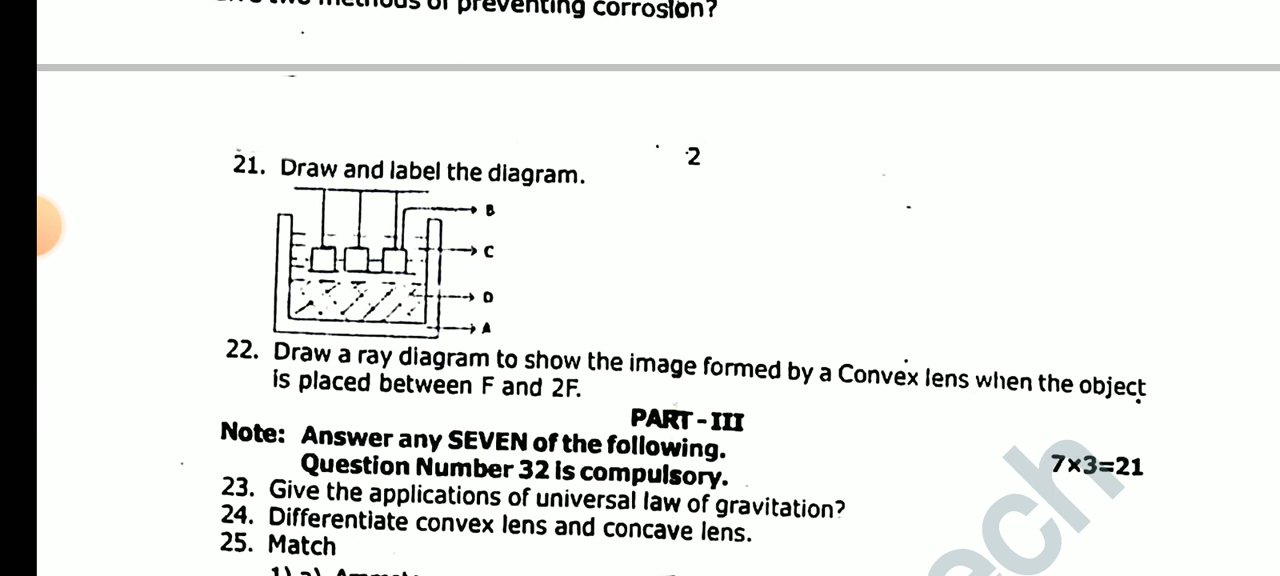 methods of preventing corrosion?
2
21. Draw and label the diagram.
B
C
D
A
22. Draw a ray diagram to show the image formed by a Convex lens when the object
is placed between F and 2F.
PART - III
Note: Answer any SEVEN of the following. 7x3=21
Question Number 32 is compulsory.
23. Give the applications of universal law of gravitation?
24. Differentiate convex lens and concave lens.
25. Match
ech